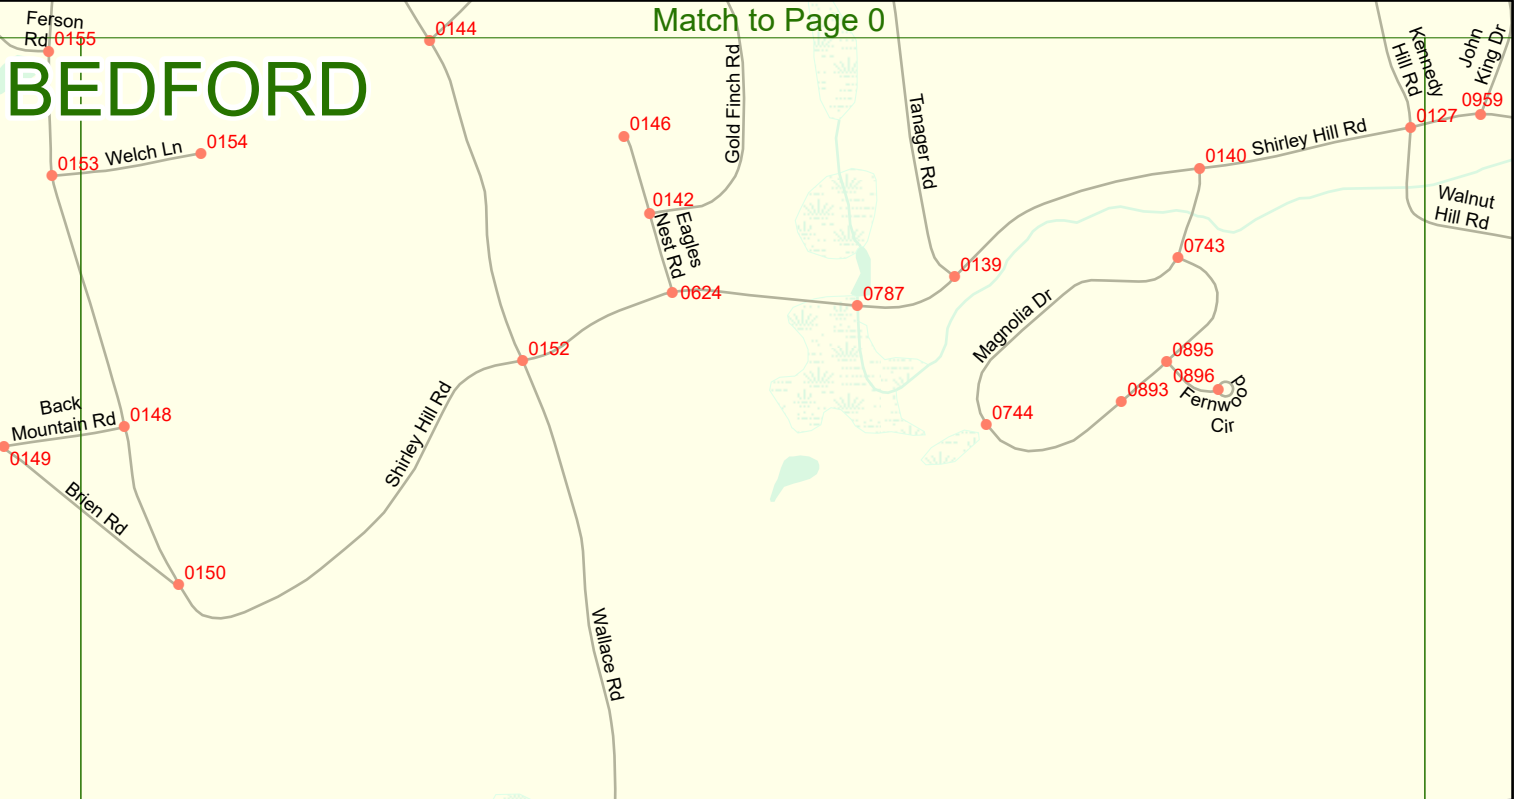 Match to Page 0
Ferson
Rd
0155
0144
BEDFORD
Gold Finch Rd
Kennedy
Hill Rd
John
King Dr
0959
0127
0146
Tanager Rd
Shirley Hill Rd
0154
Welch Ln
0153
0140
0142
Eagles
Nest Rd
Walnut
Hill Rd
0743
0139
0624
0787
Magnolia Dr
0152
0895
0896
0893
Fernwood
Cir
Back
Mountain Rd
0148
0744
0149
Shirley Hill Rd
Brien Rd
0150
Wallace Rd